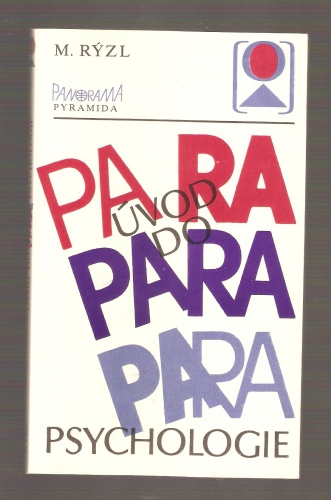 M. RÝZL
PANORAMA
PYRAMIDA
PARA
ÚVOD
DO
PARA
PARA
PSYCHOLOGIE